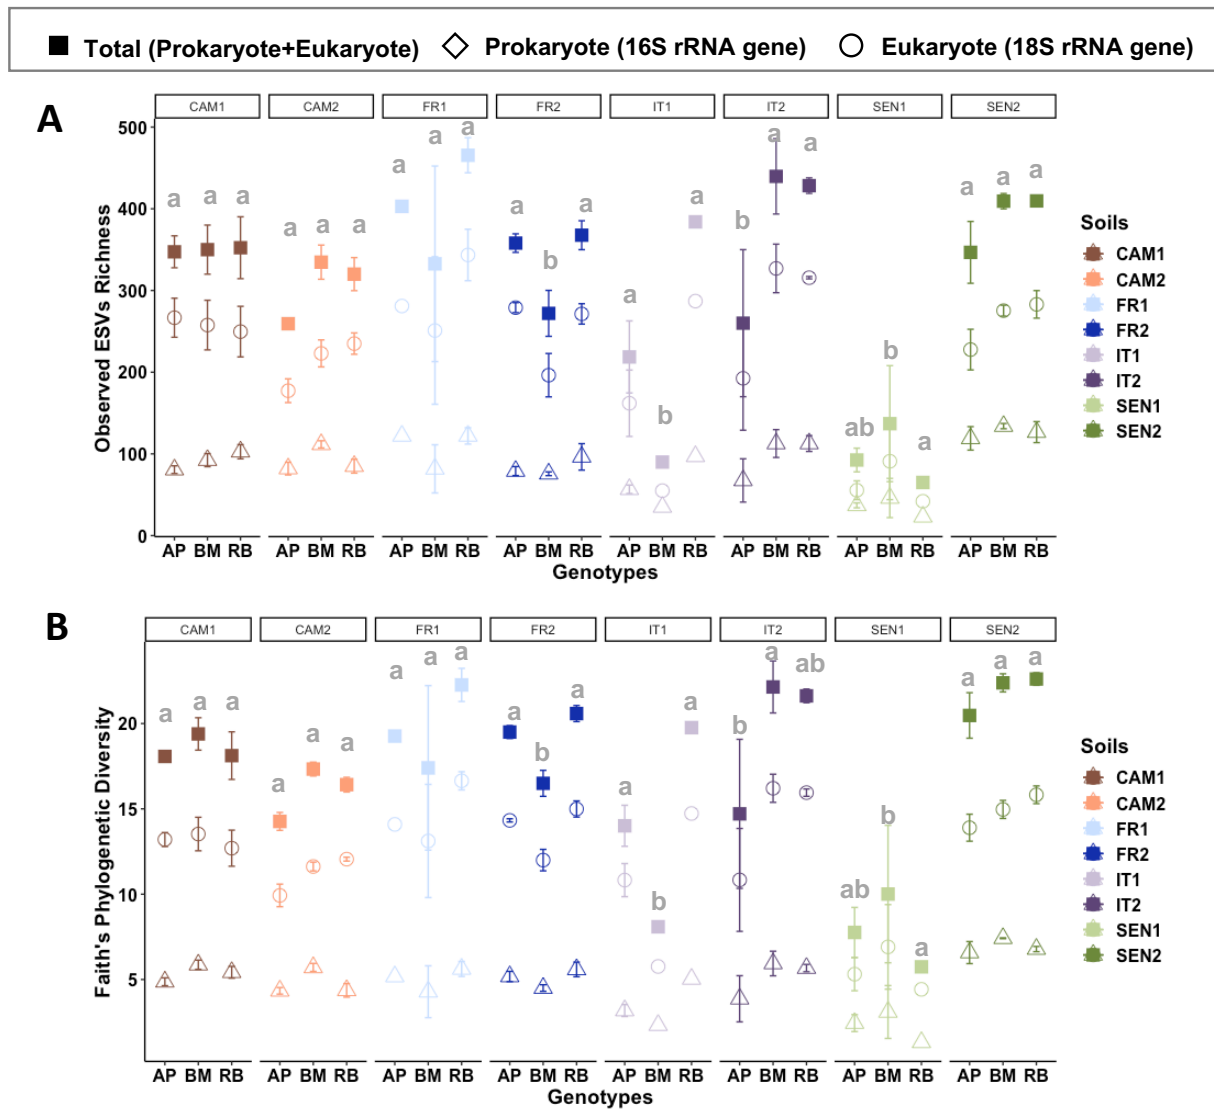 Total (Prokaryote+Eukaryote) Prokaryote (16S rRNA gene) Eukaryote (18S rRNA gene)
A
CAM1 CAM2 FR1 FR2 IT1 IT2 SEN1 SEN2
Observed ESVs Richness
500
400
300
200
100
0
a a a
a a a
a a a
a b a
a b a
b a a
ab b a
a a a
AP BM RB AP BM RB AP BM RB AP BM RB AP BM RB AP BM RB AP BM RB AP BM RB
Genotypes
Soils
CAM1
CAM2
FR1
FR2
IT1
IT2
SEN1
SEN2
B
CAM1 CAM2 FR1 FR2 IT1 IT2 SEN1 SEN2
Faith's Phylogenetic Diversity
20
15
10
5
a a a
a a a
a a a
a b a
a b a
b a ab
ab b a
a a a
AP BM RB AP BM RB AP BM RB AP BM RB AP BM RB AP BM RB AP BM RB AP BM RB
Genotypes
Soils
CAM1
CAM2
FR1
FR2
IT1
IT2
SEN1
SEN2